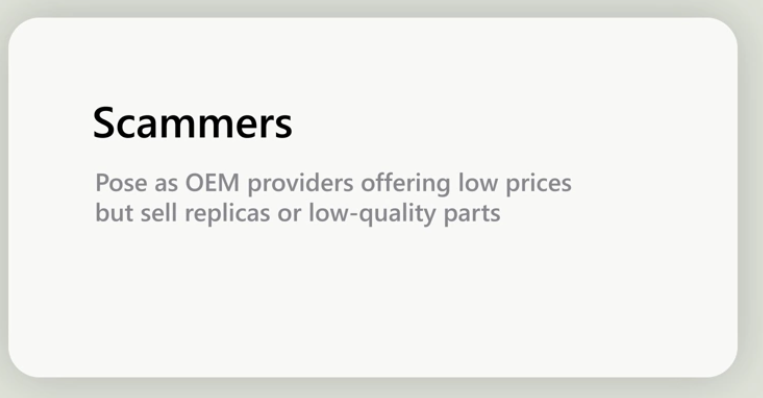 Scammers
Pose as OEM providers offering low prices
but sell replicas or low-quality parts